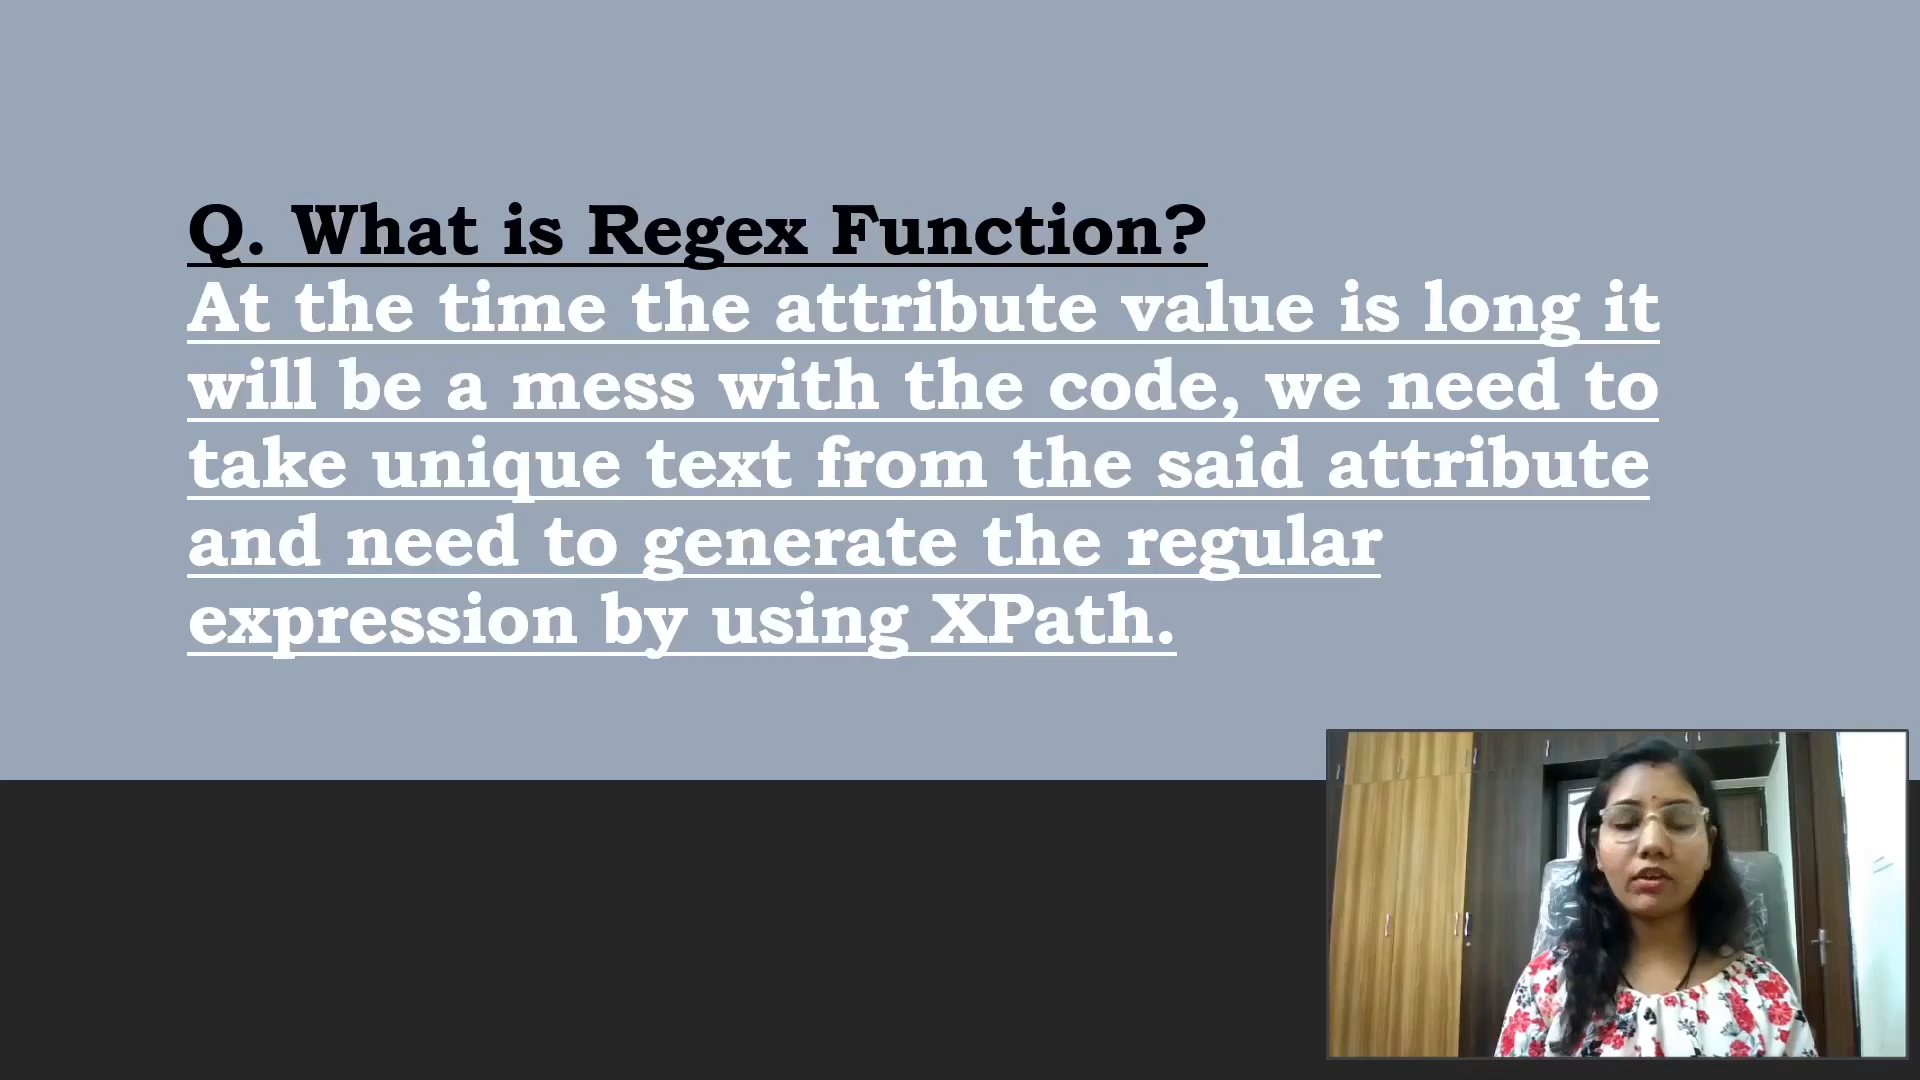 Q. What is Regex Function?
At the time the attribute value is long it
will be a mess with the code, we need to
take unique text from the said attribute
and need to generate the regular
expression by using XPath.